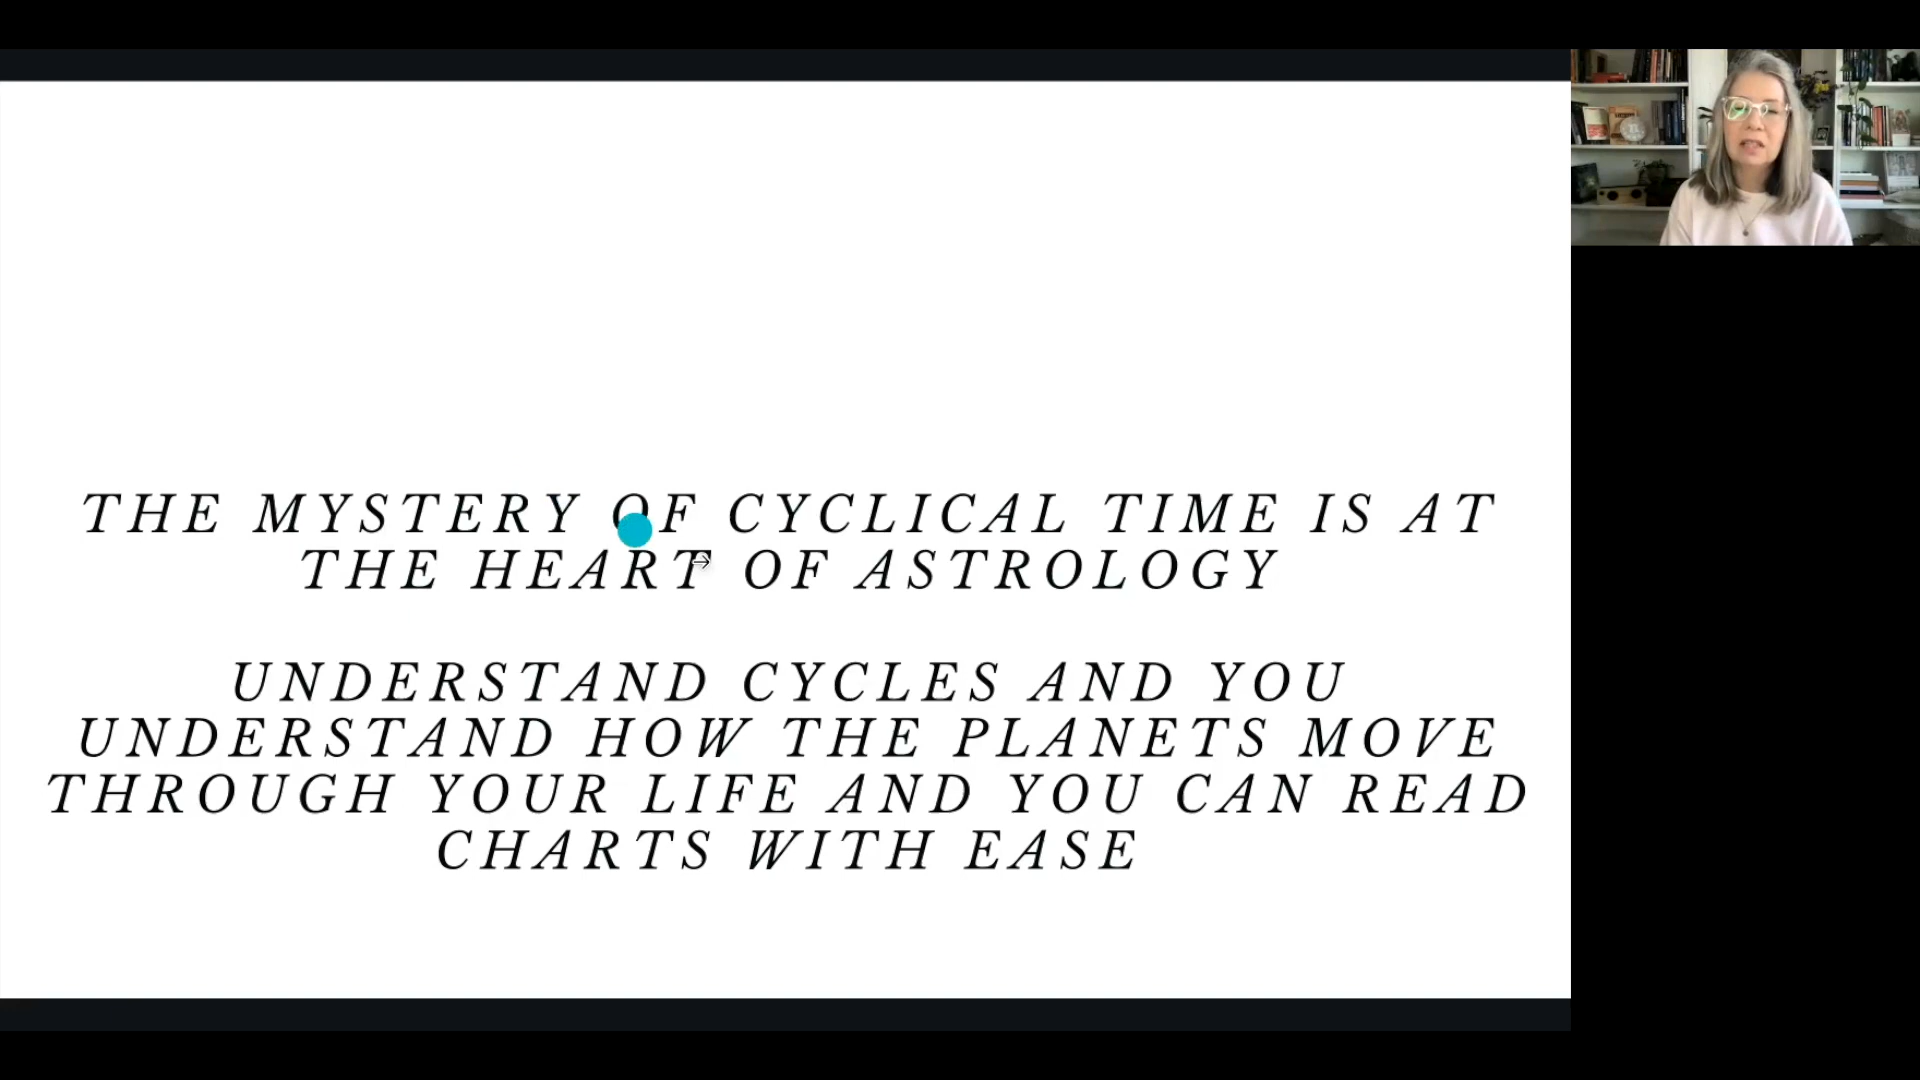 THE MYSTERY OF CYCLICAL TIME IS AT
THE HEART OF ASTROLOGY
UNDERSTAND CYCLES AND YOU
UNDERSTAND HOW THE PLANETS MOVE
THROUGH YOUR LIFE AND YOU CAN READ
CHARTS WITH EASE